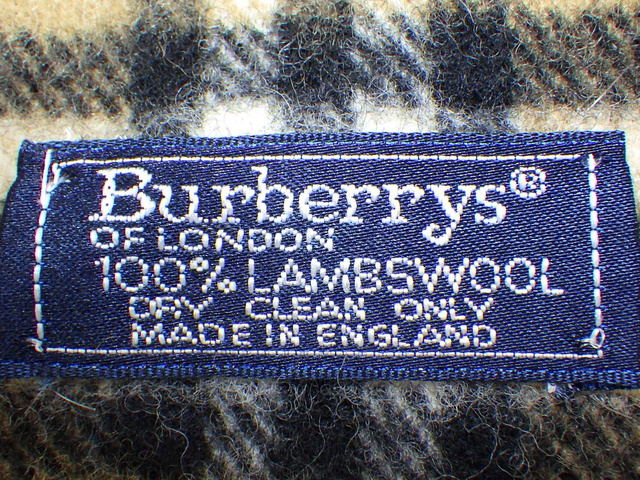 Burberrys®
OF LONDON
100% LAMBSWOOL
DRY CLEAN ONLY
MADE IN ENGLAND